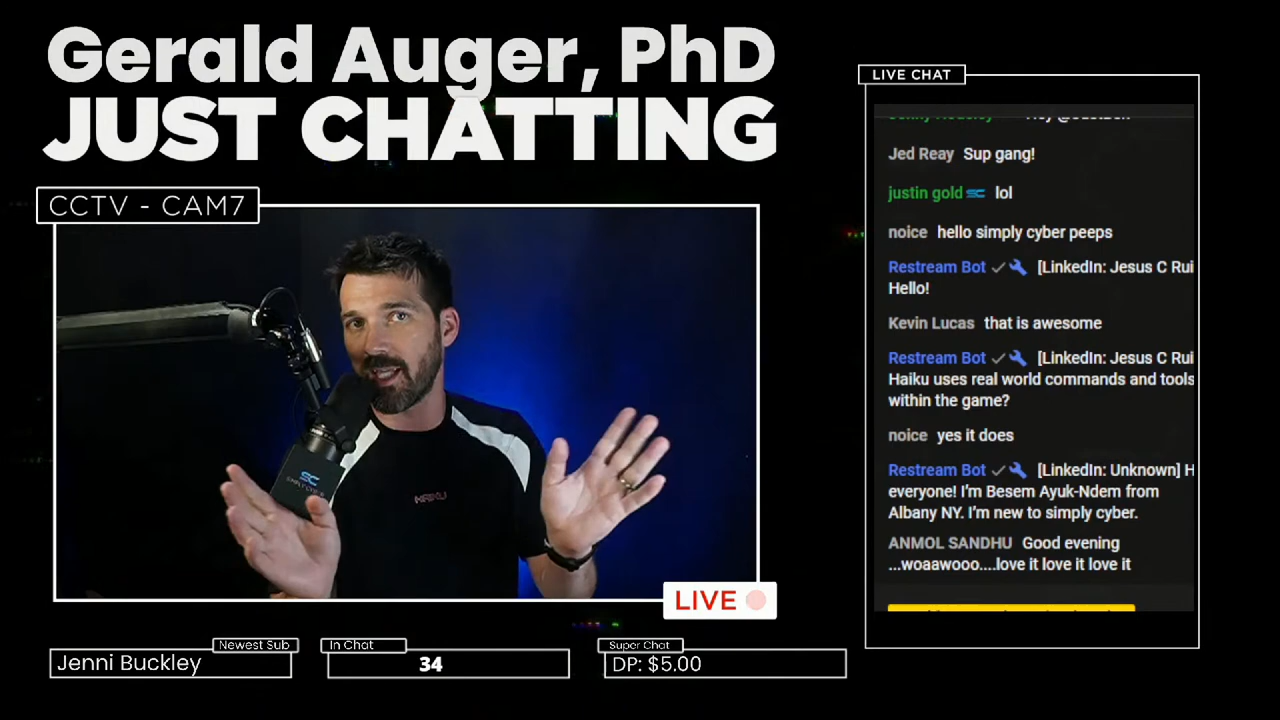 Gerald Auger, PhD
JUST CHATTING
CCTV - CAM7
HAIKU
LIVE
Newest Sub
Jenni Buckley
In Chat
34
Super Chat
DP: $5.00
LIVE CHAT
Jed Reay Sup gang!
justin gold lol
noice hello simply cyber peeps
Restream Bot [LinkedIn: Jesus C Rui
Hello!
Kevin Lucas that is awesome
Restream Bot [LinkedIn: Jesus C Rui
Haiku uses real world commands and tools
within the game?
noice yes it does
Restream Bot [LinkedIn: Unknown] H
everyone! I'm Besem Ayuk-Ndem from
Albany NY. I'm new to simply cyber.
ANMOL SANDHU Good evening
...woaawooo....love it love it love it